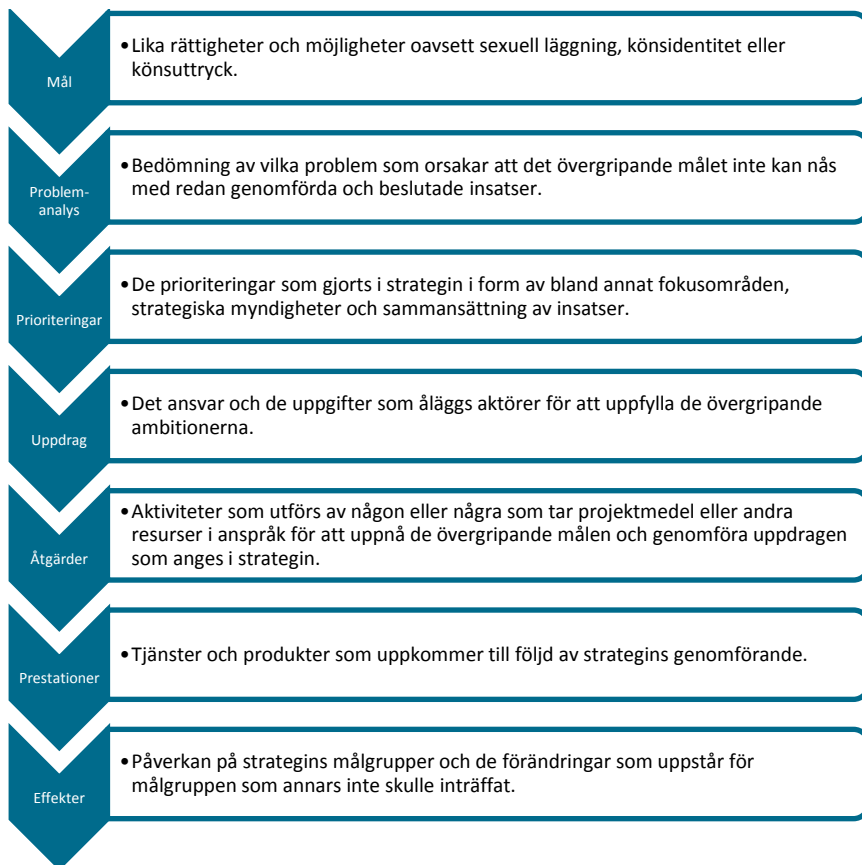 Mål
•Lika rättigheter och möjligheter oavsett sexuell läggning, könsidentitet eller
könsuttryck.
Problem-
analys
•Bedömning av vilka problem som orsakar att det övergripande målet inte kan nås
med redan genomförda och beslutade insatser.
Prioriteringar
•De prioriteringar som gjorts i strategin i form av bland annat fokusområden,
strategiska myndigheter och sammansättning av insatser.
Uppdrag
•Det ansvar och de uppgifter som åläggs aktörer för att uppfylla de övergripande
ambitionerna.
Åtgärder
•Aktiviteter som utförs av någon eller några som tar projektmedel eller andra
resurser i anspråk för att uppnå de övergripande målen och genomföra uppdragen
som anges i strategin.
Prestationer
•Tjänster och produkter som uppkommer till följd av strategins genomförande.
Effekter
•Påverkan på strategins målgrupper och de förändringar som uppstår för
målgruppen som annars inte skulle inträffat.